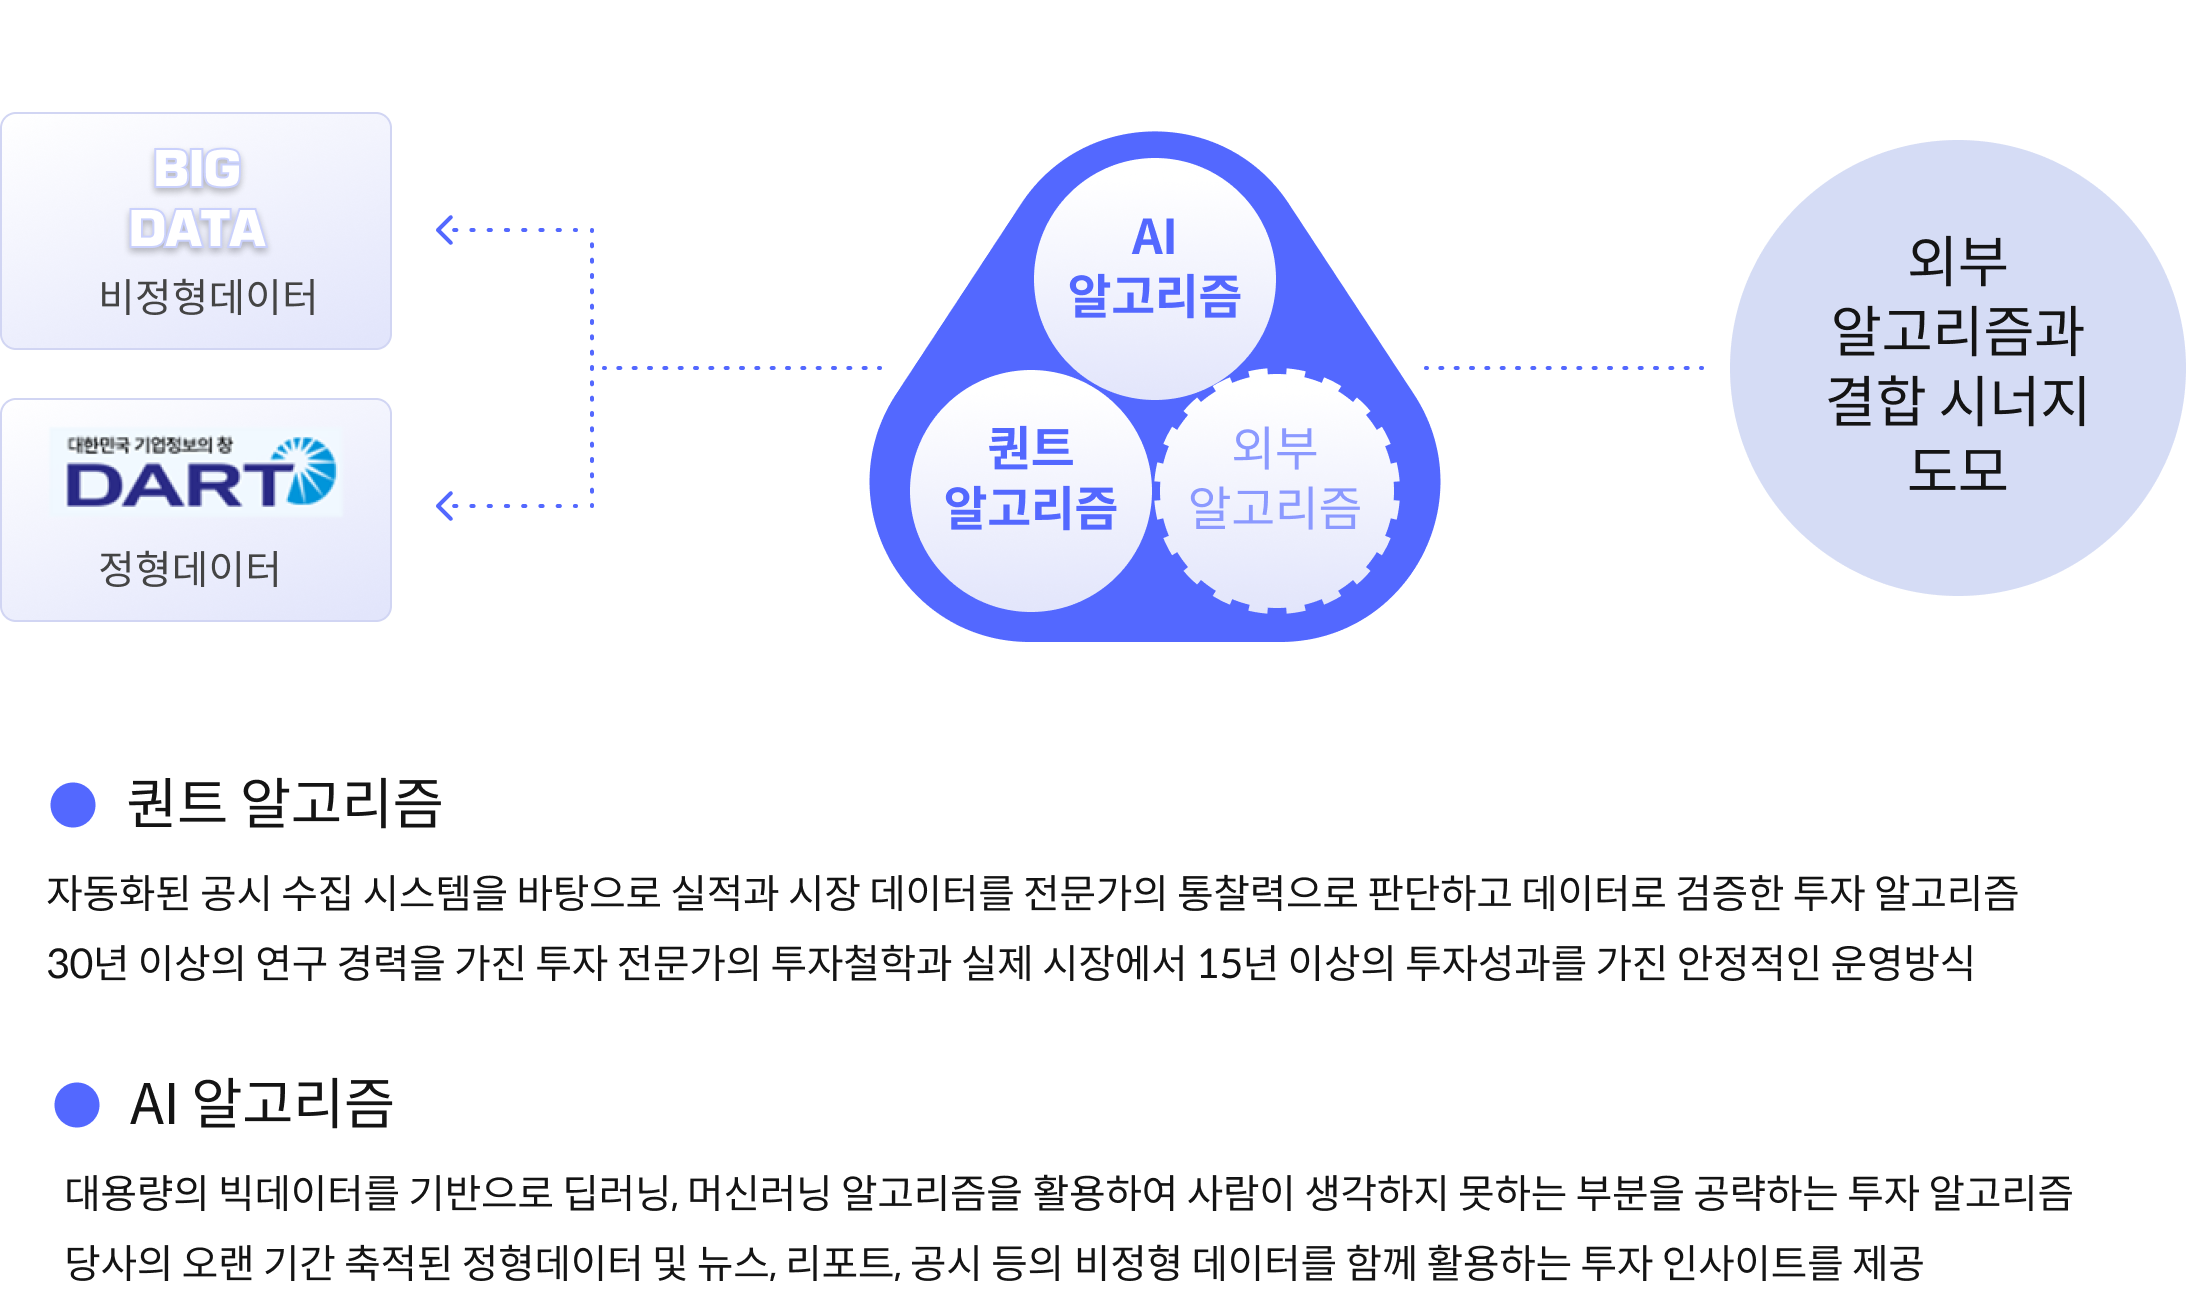 BIG
DATA
비정형데이터
대한민국 기업정보의 창
DART
정형데이터
AI
알고리즘
퀀트
알고리즘
외부
알고리즘
외부
알고리즘과
결합 시너지
도모
퀀트 알고리즘
자동화된 공시 수집 시스템을 바탕으로 실적과 시장 데이터를 전문가의 통찰력으로 판단하고 데이터로 검증한 투자 알고리즘
30년 이상의 연구 경력을 가진 투자 전문가의 투자철학과 실제 시장에서 15년 이상의 투자성과를 가진 안정적인 운영방식
AI 알고리즘
대용량의 빅데이터를 기반으로 딥러닝, 머신러닝 알고리즘을 활용하여 사람이 생각하지 못하는 부분을 공략하는 투자 알고리즘
당사의 오랜 기간 축적된 정형데이터 및 뉴스, 리포트, 공시 등의 비정형 데이터를 함께 활용하는 투자 인사이트를 제공